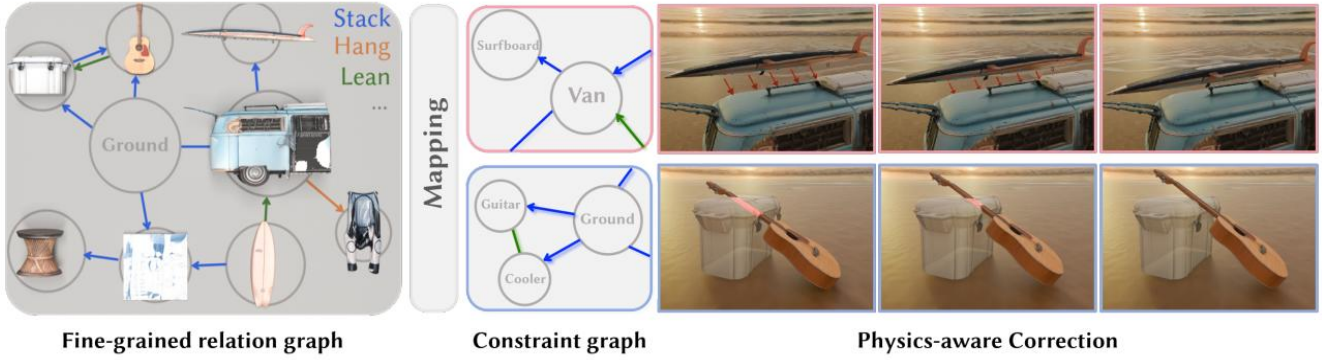 Stack
Hang
Lean
...
Ground
Mapping
Surfboard
Van
Guitar
Ground
Cooler
Fine-grained relation graph
Constraint graph
Physics-aware Correction